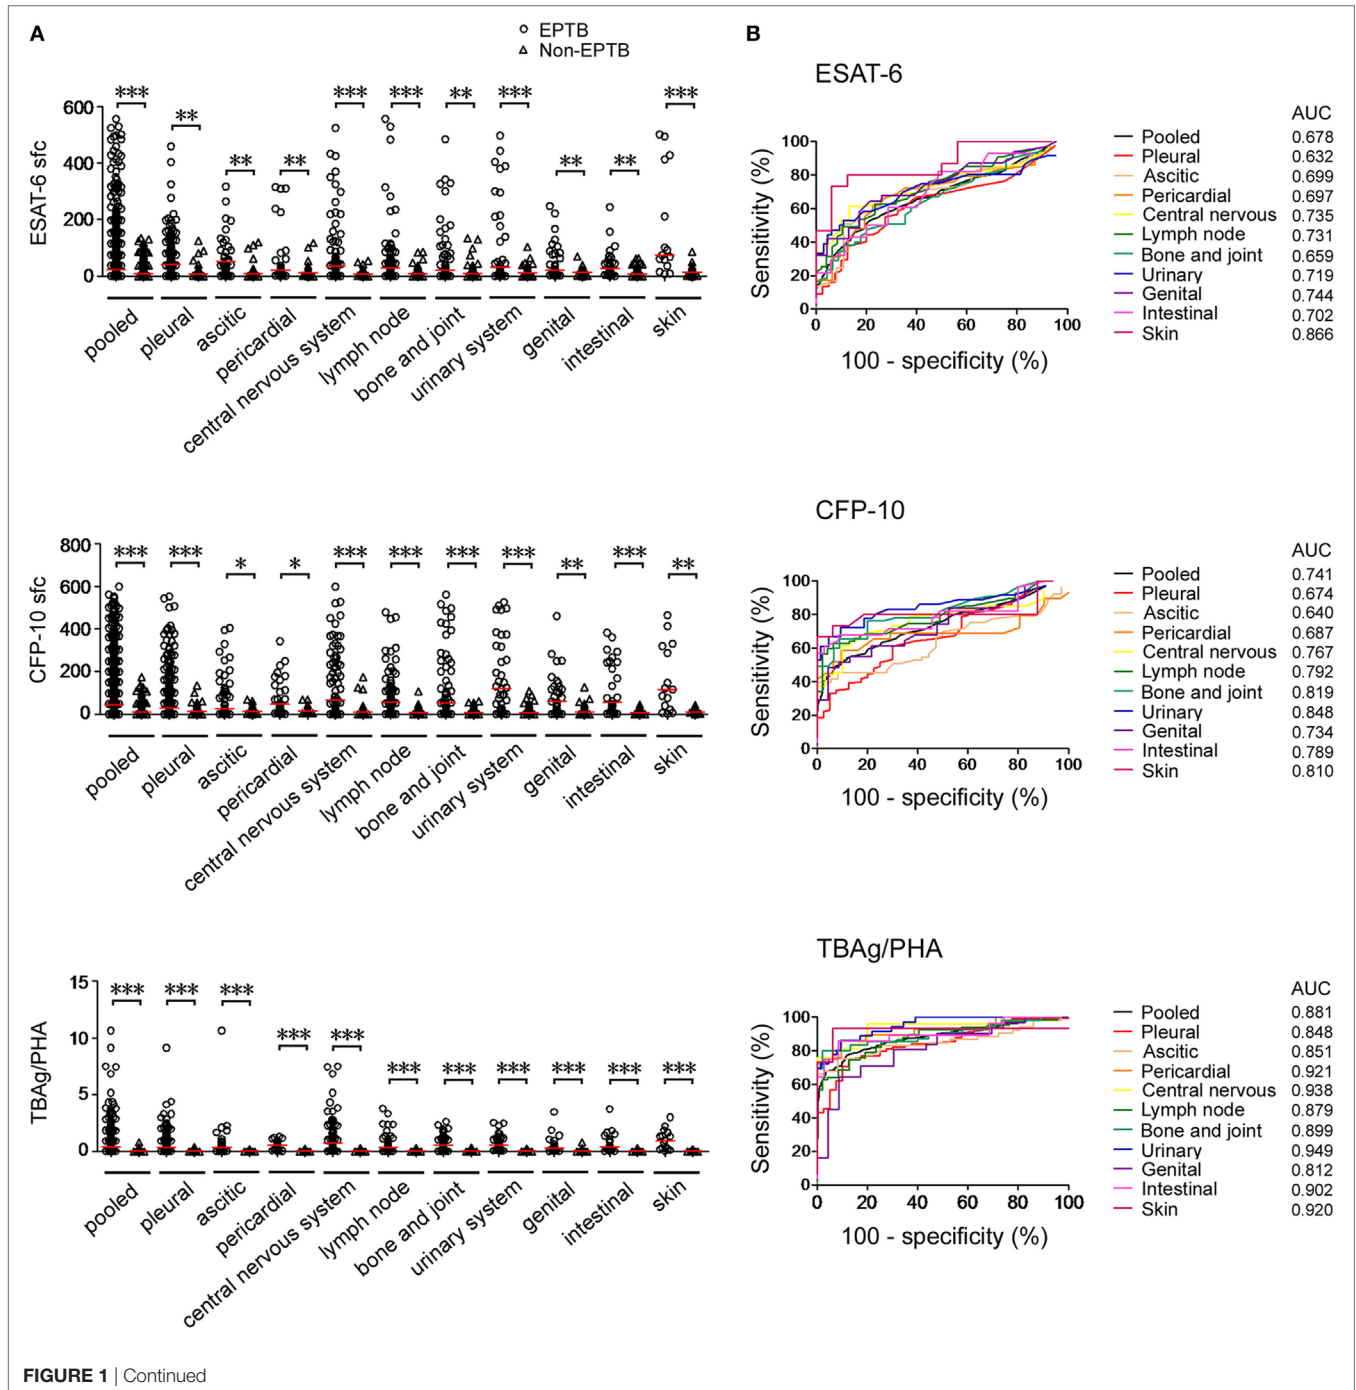 A
EPTB
Non-EPTB
ESAT-6 sfc
600
400
200
0
***
**
**
**
***
***
**
***
**
**
***
pooled
pleural
ascitic
pericardial
central nervous system
lymph node
bone and joint
urinary system
genital
intestinal
skin
B
ESAT-6
Sensitivity (%)
100
80
60
40
20
0
0 20 40 60 80 100
100 - specificity (%)
AUC
Pooled 0.678
Pleural 0.632
Ascitic 0.699
Pericardial 0.697
Central nervous 0.735
Lymph node 0.731
Bone and joint 0.659
Urinary 0.719
Genital 0.744
Intestinal 0.702
Skin 0.866
CFP-10 sfc
800
600
400
200
0
***
***
*
*
***
***
***
***
**
***
**
pooled
pleural
ascitic
pericardial
central nervous system
lymph node
bone and joint
urinary system
genital
intestinal
skin
CFP-10
Sensitivity (%)
100
80
60
40
20
0
0 20 40 60 80 100
100 - specificity (%)
AUC
Pooled 0.741
Pleural 0.674
Ascitic 0.640
Pericardial 0.687
Central nervous 0.767
Lymph node 0.792
Bone and joint 0.819
Urinary 0.848
Genital 0.734
Intestinal 0.789
Skin 0.810
TBAg/PHA
15
10
5
0
***
***
***
***
***
***
***
***
***
***
***
pooled
pleural
ascitic
pericardial
central nervous system
lymph node
bone and joint
urinary system
genital
intestinal
skin
TBAg/PHA
Sensitivity (%)
100
80
60
40
20
0
0 20 40 60 80 100
100 - specificity (%)
AUC
Pooled 0.881
Pleural 0.848
Ascitic 0.851
Pericardial 0.921
Central nervous 0.938
Lymph node 0.879
Bone and joint 0.899
Urinary 0.949
Genital 0.812
Intestinal 0.902
Skin 0.920
FIGURE 1 | Continued